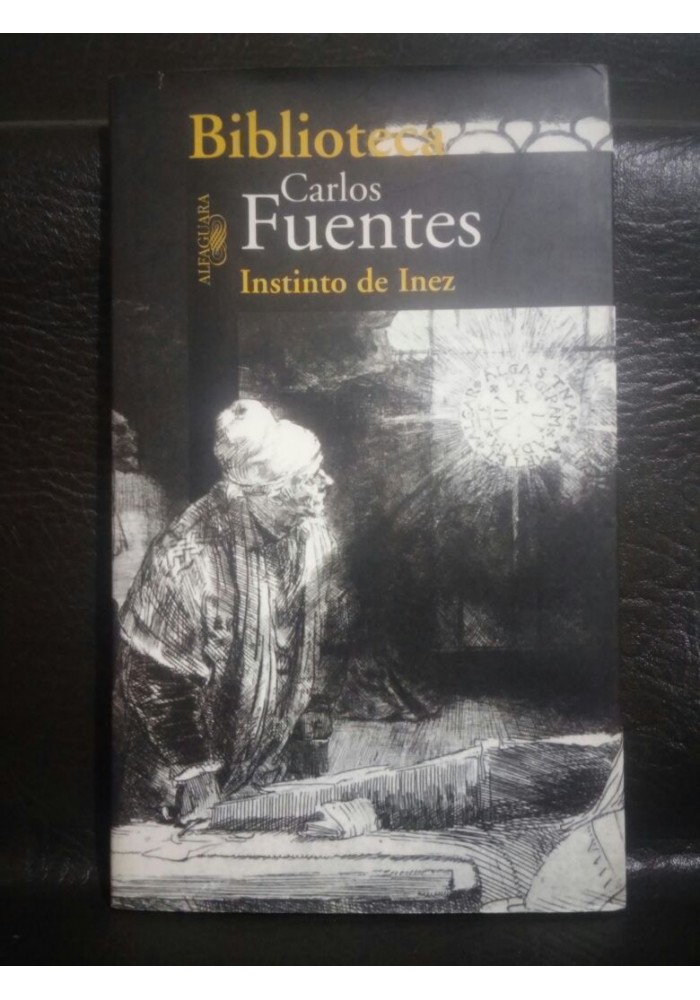 Biblioteca
Carlos
Fuentes
ALFAGUARA
Instinto de Inez
R